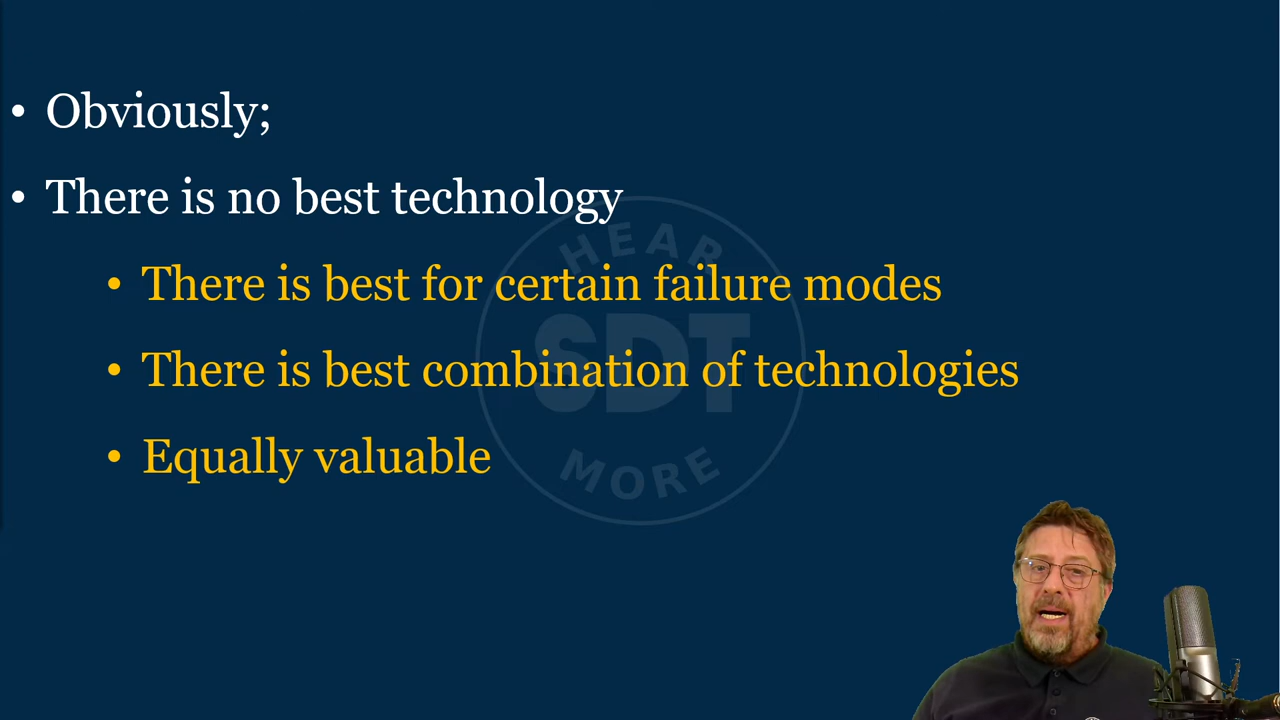 • Obviously;
• There is no best technology
• There is best for certain failure modes
• There is best combination of technologies
• Equally valuable
HEAR
SDT
MORE